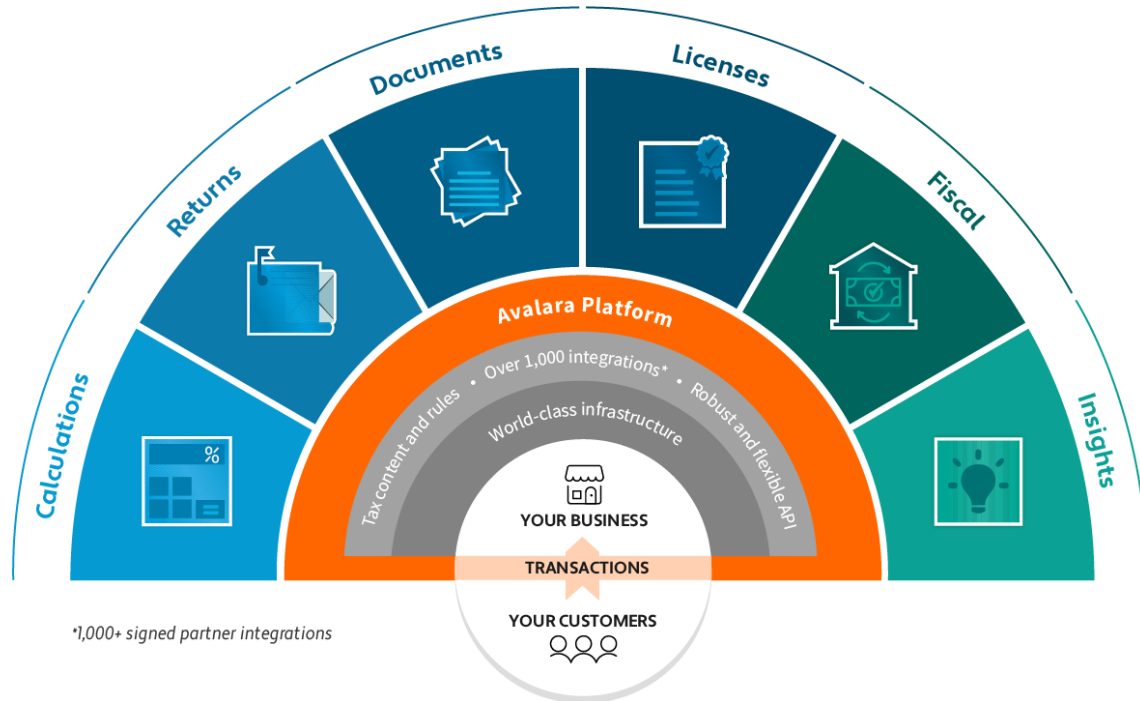 Calculations
Returns
Documents
Licenses
Fiscal
Insights
%
Avalara Platform
Tax content and rules • Over 1,000 integrations* • Robust and flexible API
World-class infrastructure
YOUR BUSINESS
TRANSACTIONS
YOUR CUSTOMERS
*1,000+ signed partner integrations